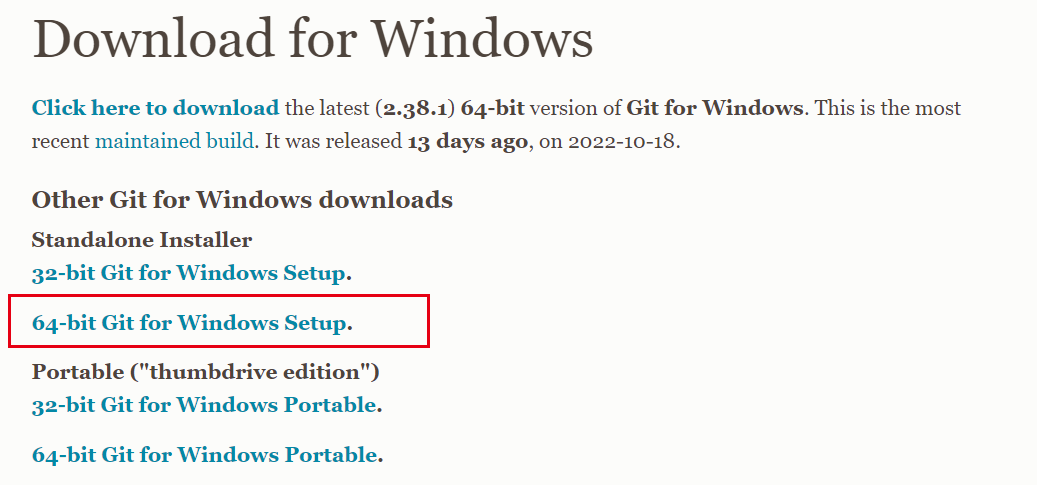 Download for Windows
Click here to download the latest (2.38.1) 64-bit version of Git for Windows. This is the most
recent maintained build. It was released 13 days ago, on 2022-10-18.
Other Git for Windows downloads
Standalone Installer
32-bit Git for Windows Setup.
64-bit Git for Windows Setup.
Portable ("thumbdrive edition")
32-bit Git for Windows Portable.
64-bit Git for Windows Portable.